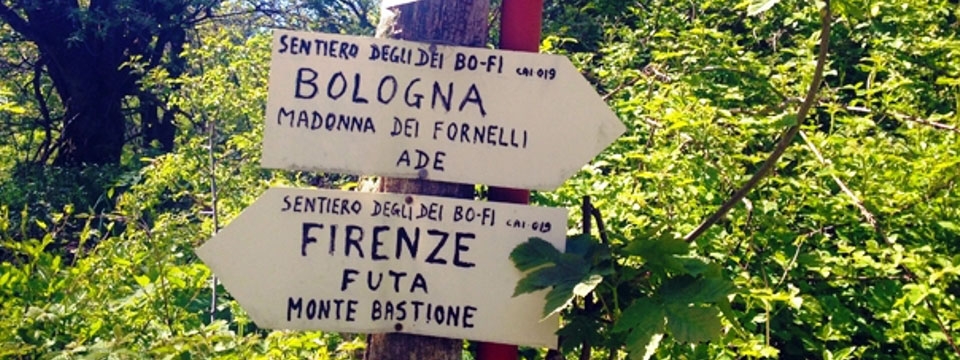 SENTIERO DEGLI DEI BO-FI CAI 019
BOLOGNA
MADONNA DEI FORNELLI
ADE
SENTIERO DEGLI DEI BO-FI CAI-019
FIRENZE
FUTA
MONTE BASTIONE